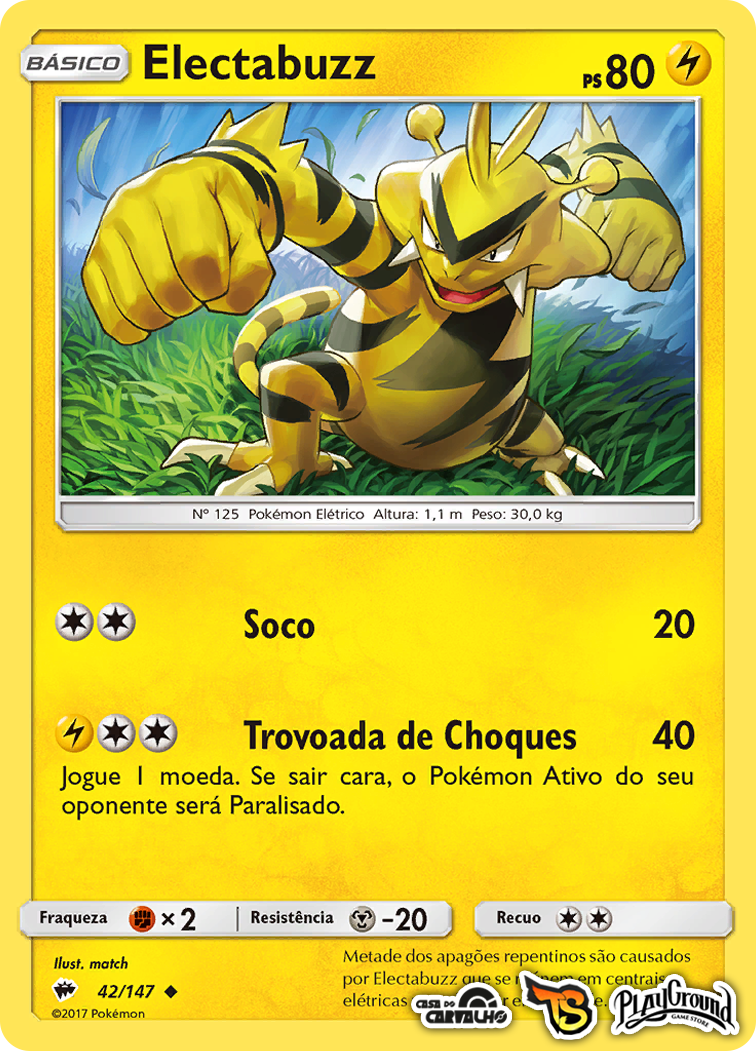 BÁSICO Electabuzz PS 80
Nº 125 Pokémon Elétrico Altura: 1,1 m Peso: 30,0 kg
Soco 20
Trovoada de Choques 40
Jogue 1 moeda. Se sair cara, o Pokémon Ativo do seu
oponente será Paralisado.
Fraqueza ×2 Resistência -20 Recuo
Ilust. match
42/147
©2017 Pokémon
Metade dos apagões repentinos são causados
por Electabuzz que se em centrais
elétricas
CASA DO
CARVALHO
TS
PLAYGROUND
GAME STORE